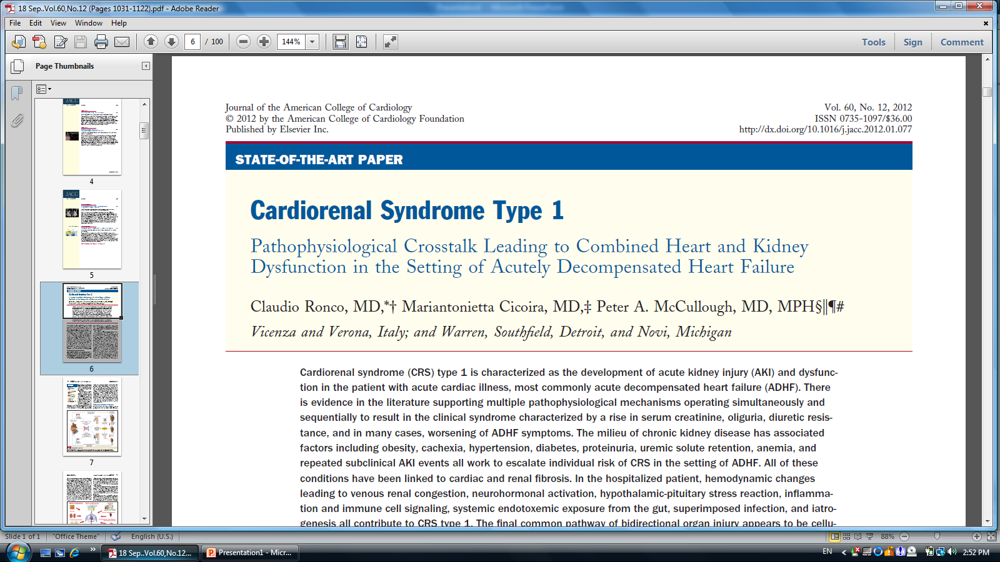 18 Sep..Vol.60,No.12 (Pages 1031-1122).pdf - Adobe Reader
File Edit View Window Help
6 / 100 144% Tools Sign Comment
Page Thumbnails
JACC
4
JACC
5
6
7
Journal of the American College of Cardiology
© 2012 by the American College of Cardiology Foundation
Published by Elsevier Inc.
Vol. 60, No. 12, 2012
ISSN 0735-1097/$36.00
http://dx.doi.org/10.1016/j.jacc.2012.01.077
STATE-OF-THE-ART PAPER
Cardiorenal Syndrome Type 1
Pathophysiological Crosstalk Leading to Combined Heart and Kidney
Dysfunction in the Setting of Acutely Decompensated Heart Failure
Claudio Ronco, MD,*† Mariantonietta Cicoira, MD,‡ Peter A. McCullough, MD, MPH§||¶#
Vicenza and Verona, Italy; and Warren, Southfield, Detroit, and Novi, Michigan
Cardiorenal syndrome (CRS) type 1 is characterized as the development of acute kidney injury (AKI) and dysfunc-
tion in the patient with acute cardiac illness, most commonly acute decompensated heart failure (ADHF). There
is evidence in the literature supporting multiple pathophysiological mechanisms operating simultaneously and
sequentially to result in the clinical syndrome characterized by a rise in serum creatinine, oliguria, diuretic resis-
tance, and in many cases, worsening of ADHF symptoms. The milieu of chronic kidney disease has associated
factors including obesity, cachexia, hypertension, diabetes, proteinuria, uremic solute retention, anemia, and
repeated subclinical AKI events all work to escalate individual risk of CRS in the setting of ADHF. All of these
conditions have been linked to cardiac and renal fibrosis. In the hospitalized patient, hemodynamic changes
leading to venous renal congestion, neurohormonal activation, hypothalamic-pituitary stress reaction, inflamma-
tion and immune cell signaling, systemic endotoxemic exposure from the gut, superimposed infection, and iatro-
genesis all contribute to CRS type 1. The final common pathway of bidirectional organ injury appears to be cellu-
Slide 1 of 1 "Office Theme" English (U.S.) 88%
18 Sep..Vol.60,No.12... Presentation1 - Micr... EN 2:52 PM